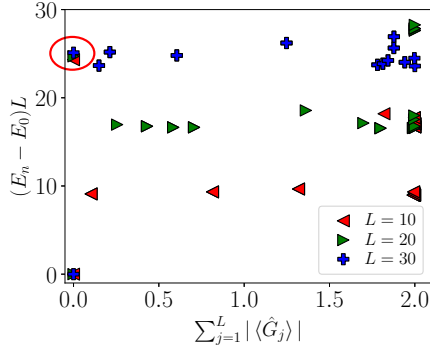 30
20
10
0
(E_n − E_0)L
L = 10
L = 20
L = 30
0.0 0.5 1.0 1.5 2.0
∑_{j=1}^{L} |⟨Ĝ_j⟩|